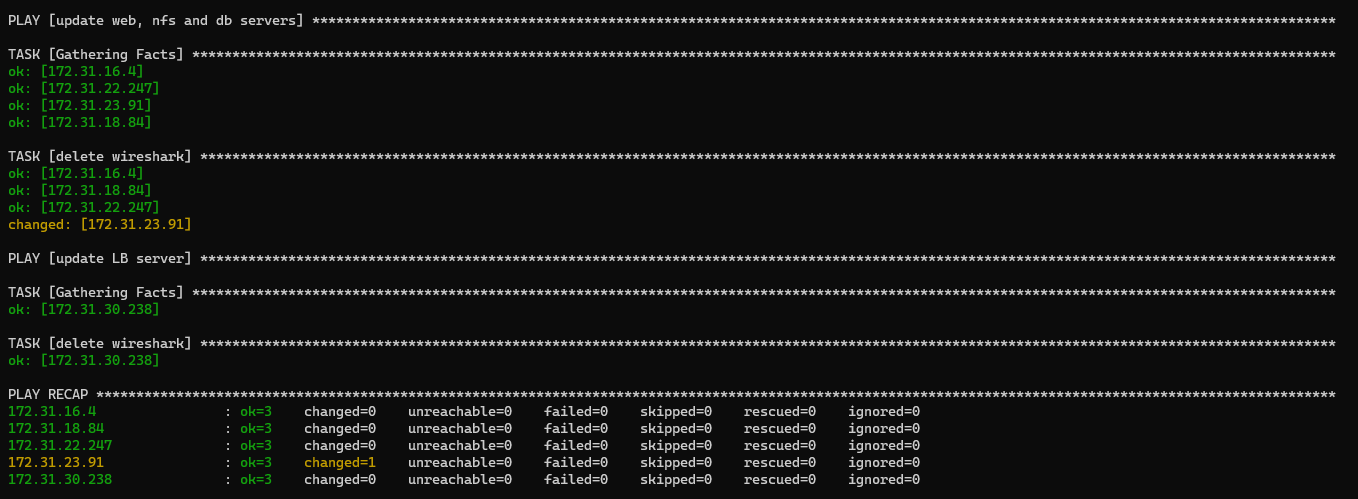 PLAY [update web, nfs and db servers] ********************************************************************************************************************************
TASK [Gathering Facts] ***********************************************************************************************************************************************
ok: [172.31.16.4]
ok: [172.31.22.247]
ok: [172.31.23.91]
ok: [172.31.18.84]
TASK [delete wireshark] **********************************************************************************************************************************************
ok: [172.31.16.4]
ok: [172.31.18.84]
ok: [172.31.22.247]
changed: [172.31.23.91]
PLAY [update LB server] **********************************************************************************************************************************************
TASK [Gathering Facts] ***********************************************************************************************************************************************
ok: [172.31.30.238]
TASK [delete wireshark] **********************************************************************************************************************************************
ok: [172.31.30.238]
PLAY RECAP ***********************************************************************************************************************************************************
172.31.16.4                : ok=3    changed=0    unreachable=0    failed=0    skipped=0    rescued=0    ignored=0
172.31.18.84               : ok=3    changed=0    unreachable=0    failed=0    skipped=0    rescued=0    ignored=0
172.31.22.247              : ok=3    changed=0    unreachable=0    failed=0    skipped=0    rescued=0    ignored=0
172.31.23.91               : ok=3    changed=1    unreachable=0    failed=0    skipped=0    rescued=0    ignored=0
172.31.30.238              : ok=3    changed=0    unreachable=0    failed=0    skipped=0    rescued=0    ignored=0